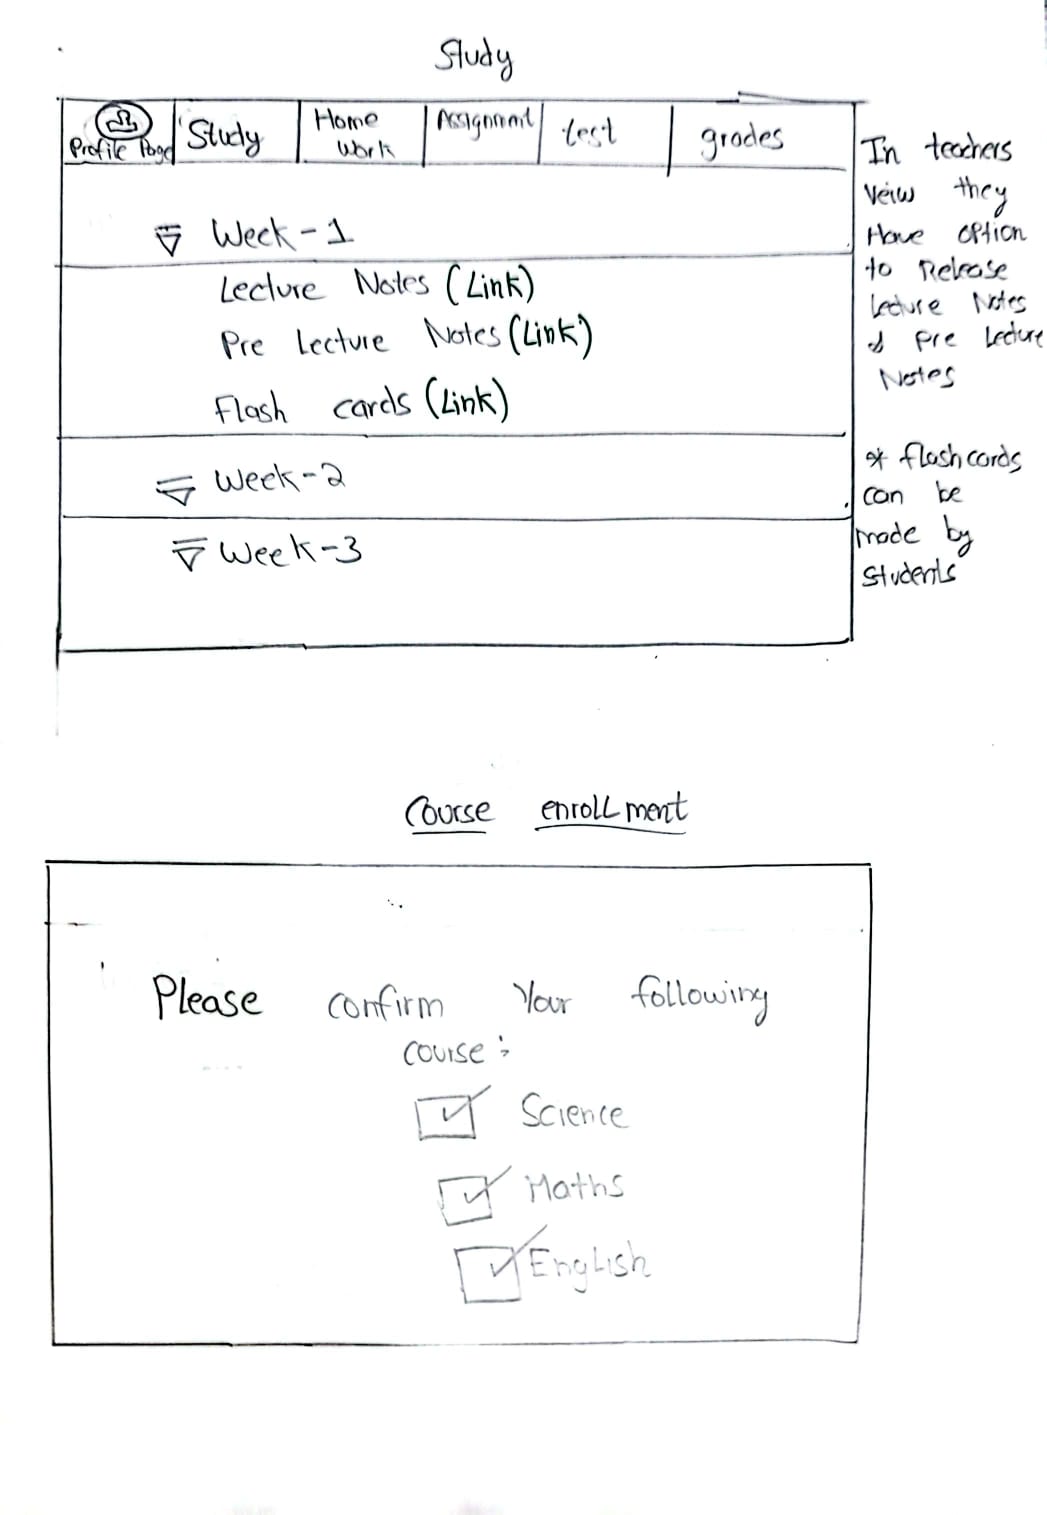 Study
Profile Page
Study
Home
Work
Assignment
test
grades
Week-1
Lecture Notes (Link)
Pre Lecture Notes (Link)
Flash cards (Link)
Week-2
Week-3
In teachers
Veiw they
Have option
to Release
Lecture Notes
& Pre Lecture
Notes
* flash cards
can be
made by
students
Course enrollment
Please confirm Your following
course:
Science
Maths
English